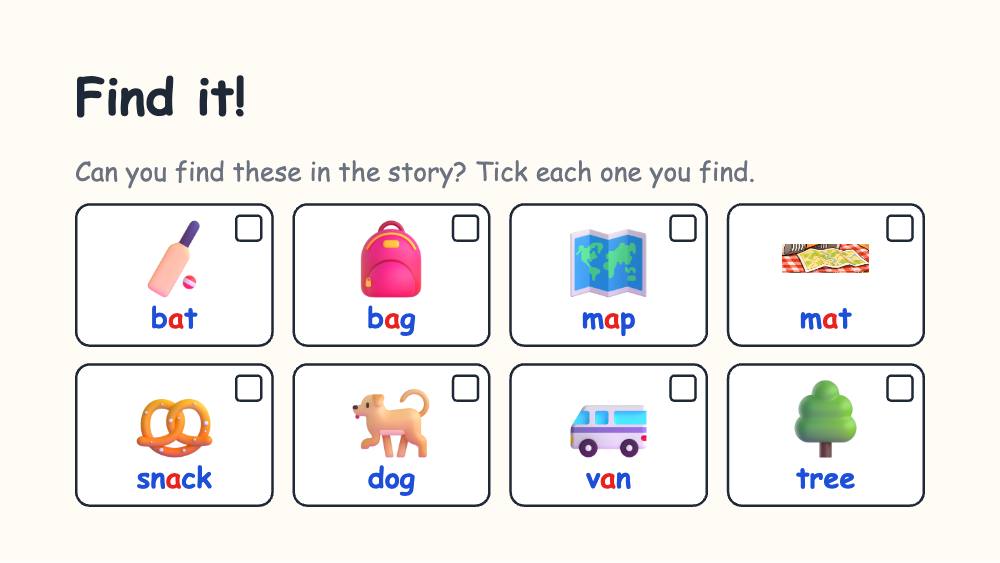 Find it!
Can you find these in the story? Tick each one you find.
bat bag map mat
snack dog van tree